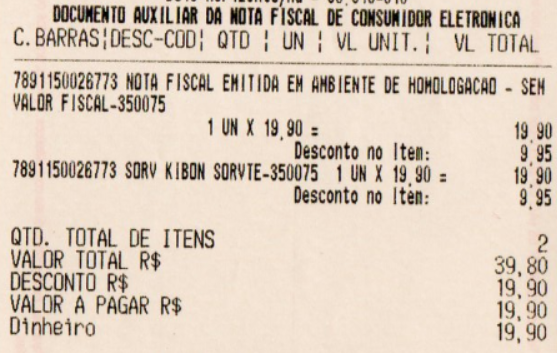 DOCUMENTO AUXILIAR DA NOTA FISCAL DE CONSUMIDOR ELETRONICA
C.BARRAS|DESC-COD| QTD | UN | VL UNIT.| VL TOTAL
7891150026773 NOTA FISCAL EMITIDA EM AMBIENTE DE HOMOLOGACAO - SEM
VALOR FISCAL-350075
1 UN X 19,90 = 19,90
Desconto no Item: 9,95
7891150026773 SORV KIBON SORVTE-350075 1 UN X 19,90 = 19,90
Desconto no Item: 9,95
QTD. TOTAL DE ITENS 2
VALOR TOTAL R$ 39,80
DESCONTO R$ 19,90
VALOR A PAGAR R$ 19,90
Dinheiro 19,90